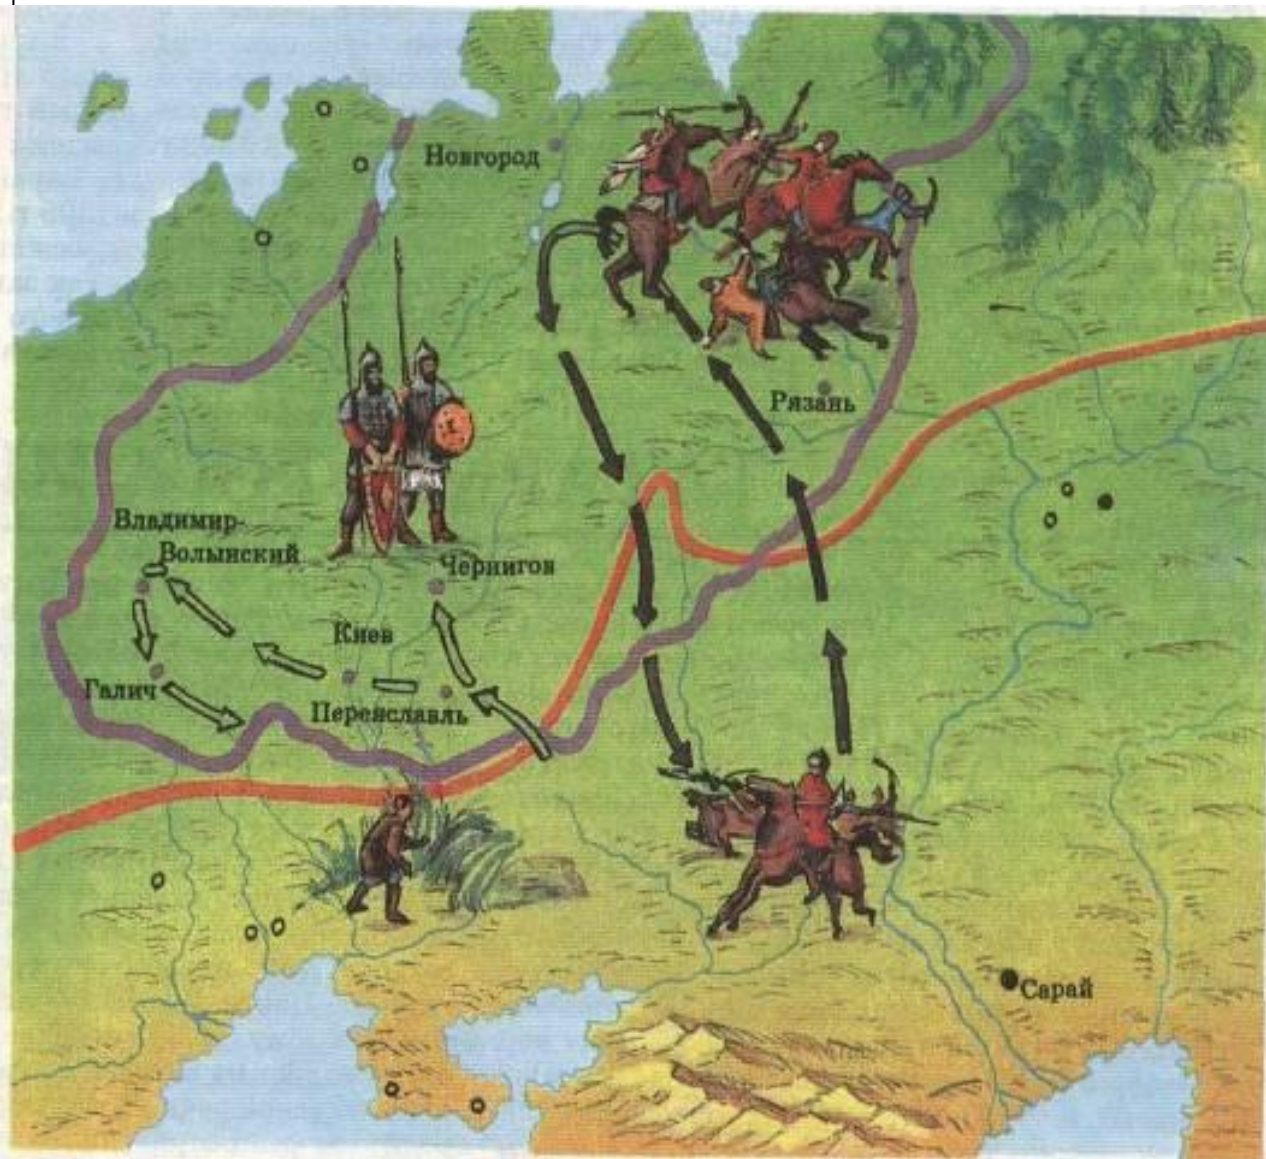 Новгород
Рязань
Владимир-
Волынский
Чернигов
Киев
Галич
Переяславль
Сарай